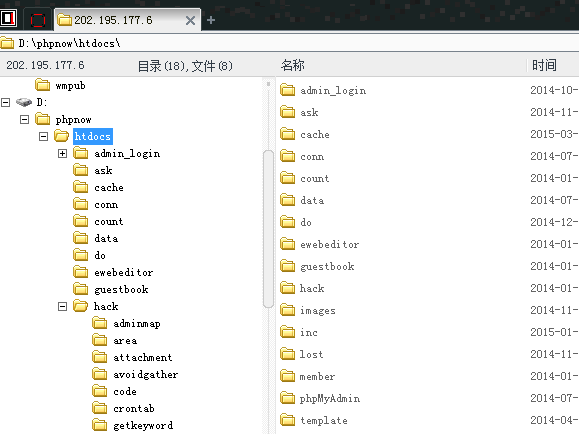 202.195.177.6
D:\phpnow\htdocs\
202.195.177.6 目录(18),文件(8) 名称 时间
wmpub
D:
phpnow
htdocs
admin_login
ask
cache
conn
count
data
do
ewebeditor
guestbook
hack
adminmap
area
attachment
avoidgather
code
crontab
getkeyword
admin_login 2014-10-
ask 2014-11-
cache 2015-03-
conn 2014-07-
count 2014-01-
data 2014-07-
do 2014-12-
ewebeditor 2014-01-
guestbook 2014-01-
hack 2014-01-
images 2014-11-
inc 2015-01-
lost 2014-11-
member 2014-01-
phpMyAdmin 2014-07-
template 2014-04-